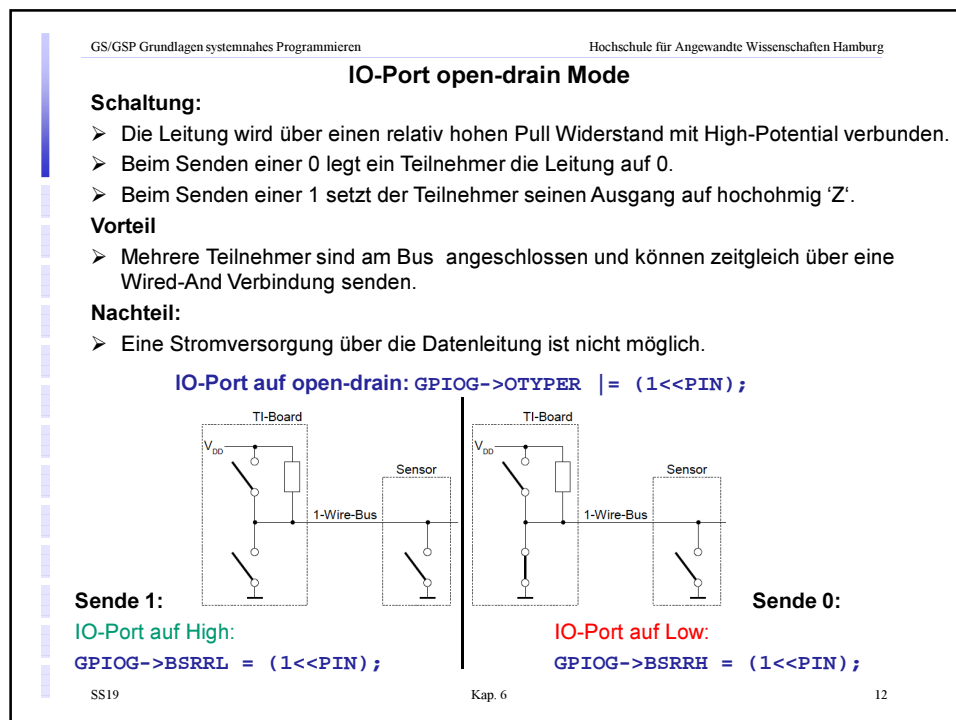 GS/GSP Grundlagen systemnahes Programmieren Hochschule für Angewandte Wissenschaften Hamburg
IO-Port open-drain Mode
Schaltung:
➢ Die Leitung wird über einen relativ hohen Pull Widerstand mit High-Potential verbunden.
➢ Beim Senden einer 0 legt ein Teilnehmer die Leitung auf 0.
➢ Beim Senden einer 1 setzt der Teilnehmer seinen Ausgang auf hochohmig ‘Z‘.
Vorteil
➢ Mehrere Teilnehmer sind am Bus angeschlossen und können zeitgleich über eine
Wired-And Verbindung senden.
Nachteil:
➢ Eine Stromversorgung über die Datenleitung ist nicht möglich.
IO-Port auf open-drain: GPIOG->OTYPER |= (1<<PIN);
TI-Board TI-Board
VDD VDD
Sensor Sensor
1-Wire-Bus 1-Wire-Bus
Sende 1: Sende 0:
IO-Port auf High: IO-Port auf Low:
GPIOG->BSRRL = (1<<PIN); GPIOG->BSRRH = (1<<PIN);
SS19 Kap. 6 12